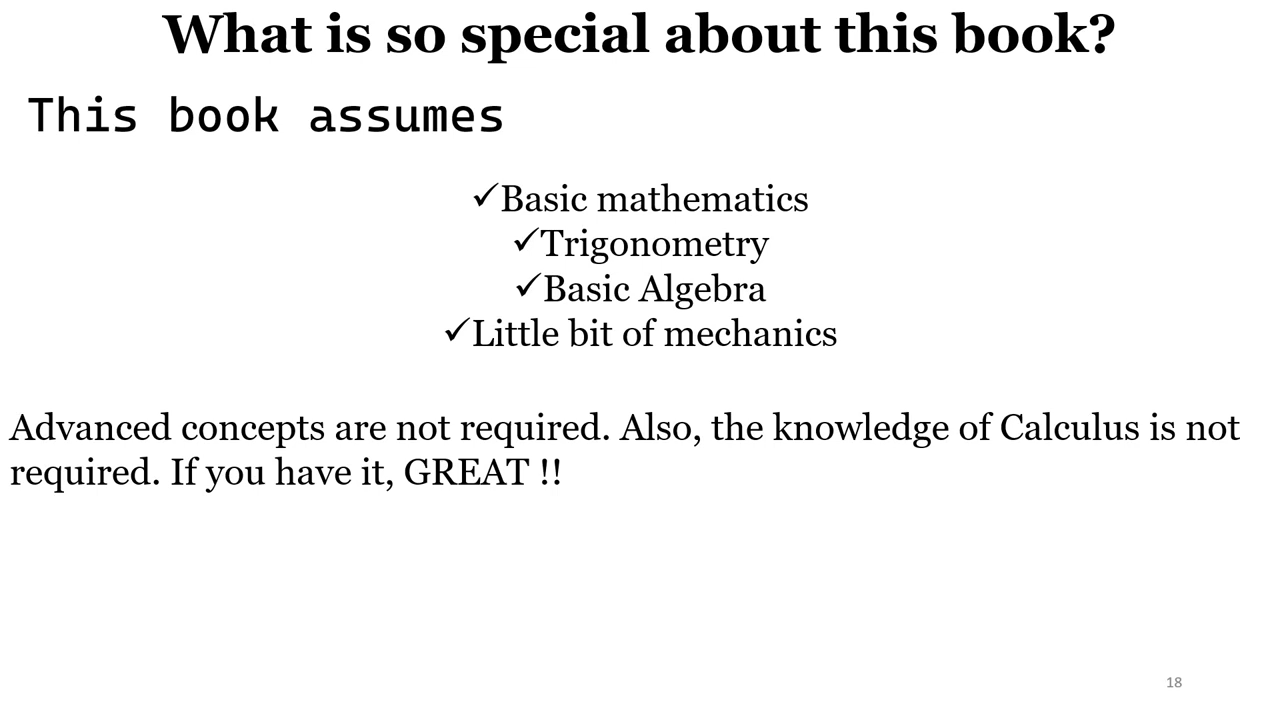 What is so special about this book?
This book assumes
✓Basic mathematics
✓Trigonometry
✓Basic Algebra
✓Little bit of mechanics
Advanced concepts are not required. Also, the knowledge of Calculus is not
required. If you have it, GREAT !!
18